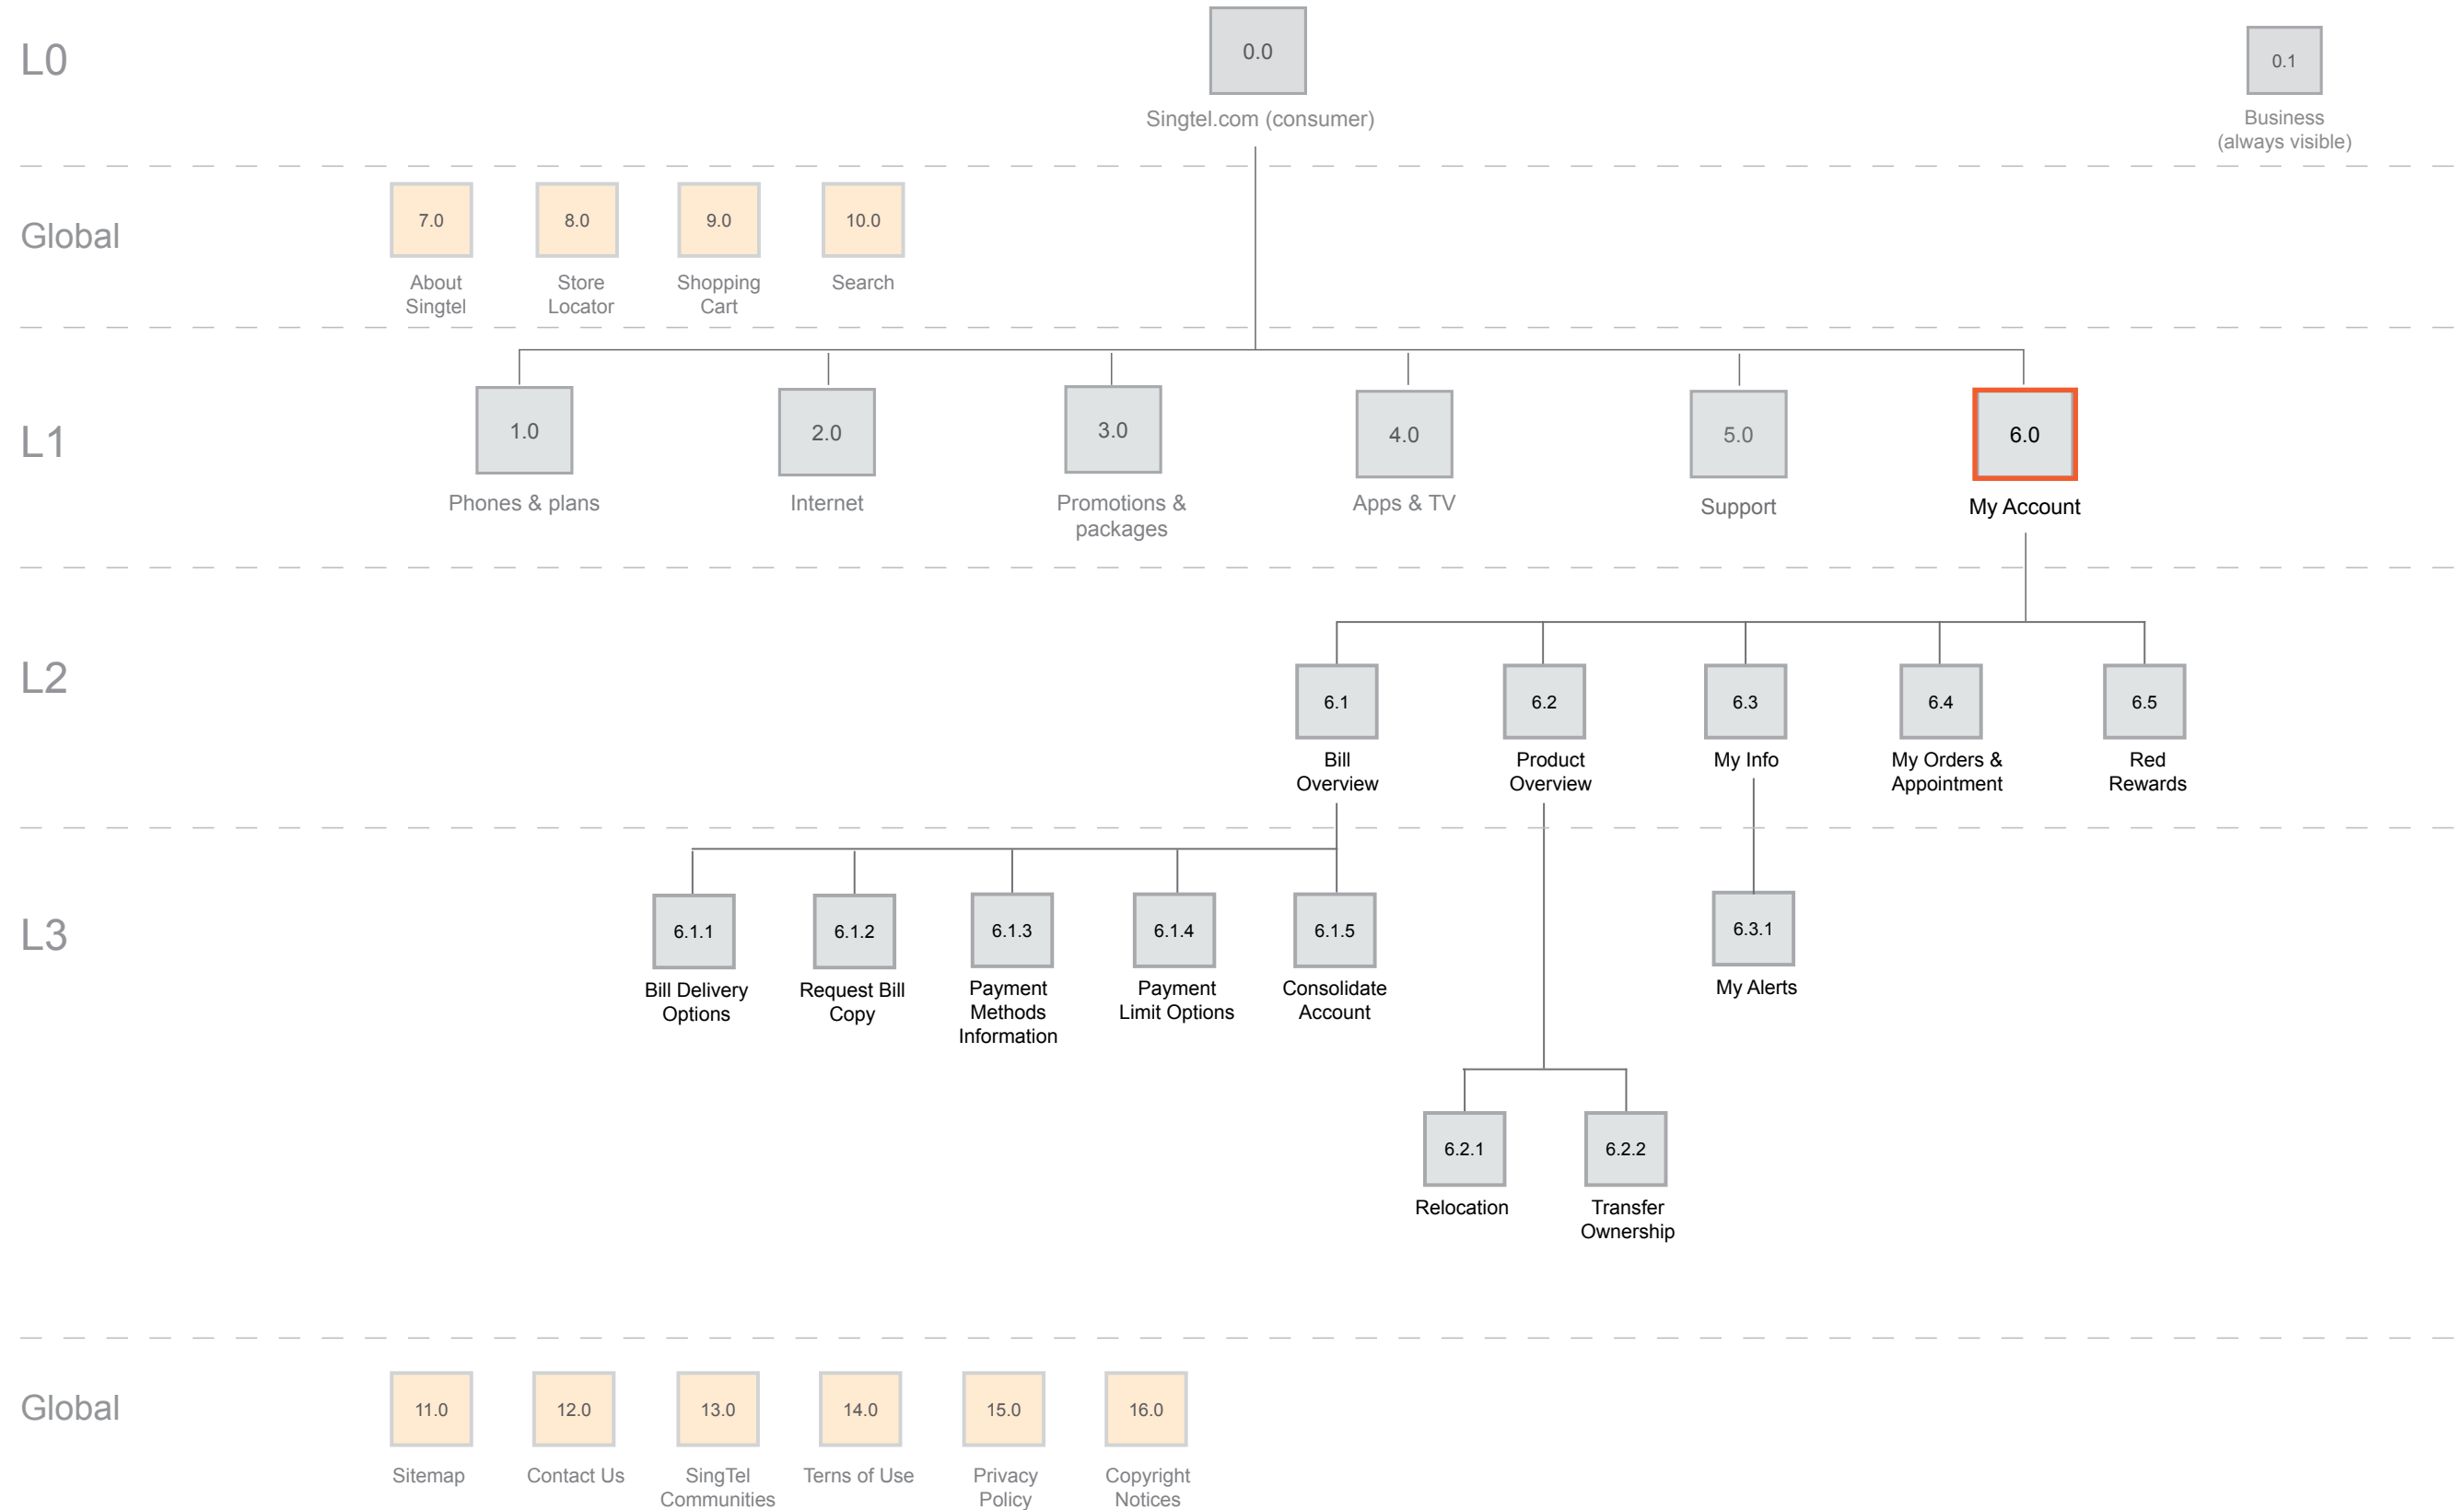 L0
0.0
Singtel.com (consumer)
0.1
Business
(always visible)
Global
7.0
About
Singtel
8.0
Store
Locator
9.0
Shopping
Cart
10.0
Search
L1
1.0
Phones & plans
2.0
Internet
3.0
Promotions &
packages
4.0
Apps & TV
5.0
Support
6.0
My Account
L2
6.1
Bill
Overview
6.2
Product
Overview
6.3
My Info
6.4
My Orders &
Appointment
6.5
Red
Rewards
L3
6.1.1
Bill Delivery
Options
6.1.2
Request Bill
Copy
6.1.3
Payment
Methods
Information
6.1.4
Payment
Limit Options
6.1.5
Consolidate
Account
6.3.1
My Alerts
6.2.1
Relocation
6.2.2
Transfer
Ownership
Global
11.0
Sitemap
12.0
Contact Us
13.0
SingTel
Communities
14.0
Terns of Use
15.0
Privacy
Policy
16.0
Copyright
Notices